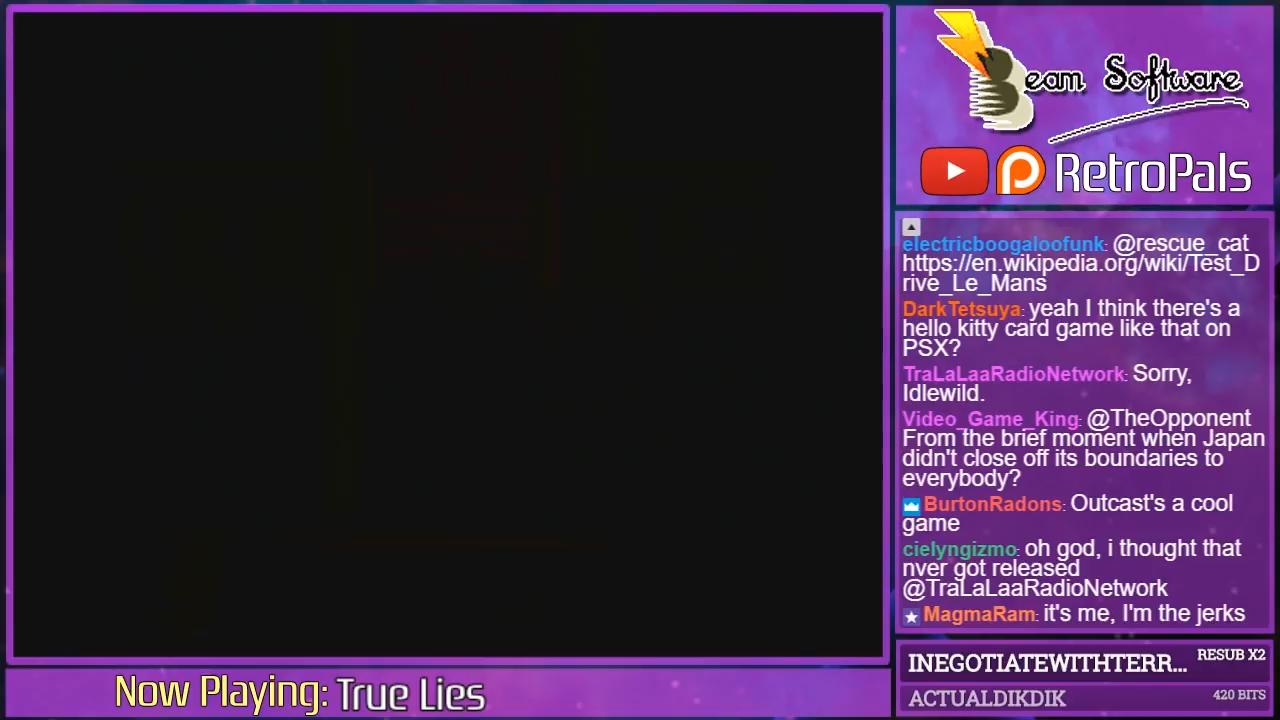 Beam Software
RetroPals
electricboogaloofunk: @rescue_cat
https://en.wikipedia.org/wiki/Test_D
rive_Le_Mans
DarkTetsuya: yeah I think there's a
hello kitty card game like that on
PSX?
TraLaLaaRadioNetwork: Sorry,
Idlewild.
Video_Game_King: @TheOpponent
From the brief moment when Japan
didn't close off its boundaries to
everybody?
BurtonRadons: Outcast's a cool
game
cielyngizmo: oh god, i thought that
nver got released
@TraLaLaaRadioNetwork
MagmaRam: it's me, I'm the jerks
INEGOTIATEWITHTERR... RESUB X2
ACTUALDIKDIK 420 BITS
Now Playing: True Lies